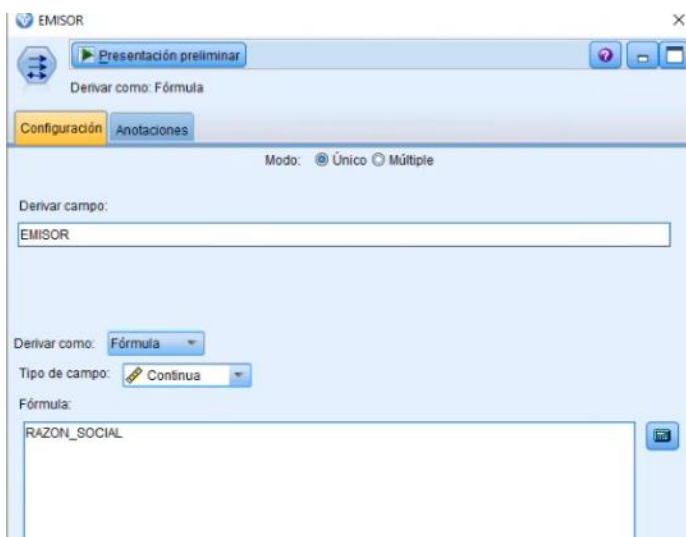 EMISOR
Presentación preliminar
Derivar como: Fórmula
Configuración Anotaciones
Modo: Único Múltiple
Derivar campo:
EMISOR
Derivar como: Fórmula
Tipo de campo: Continua
Fórmula:
RAZON_SOCIAL